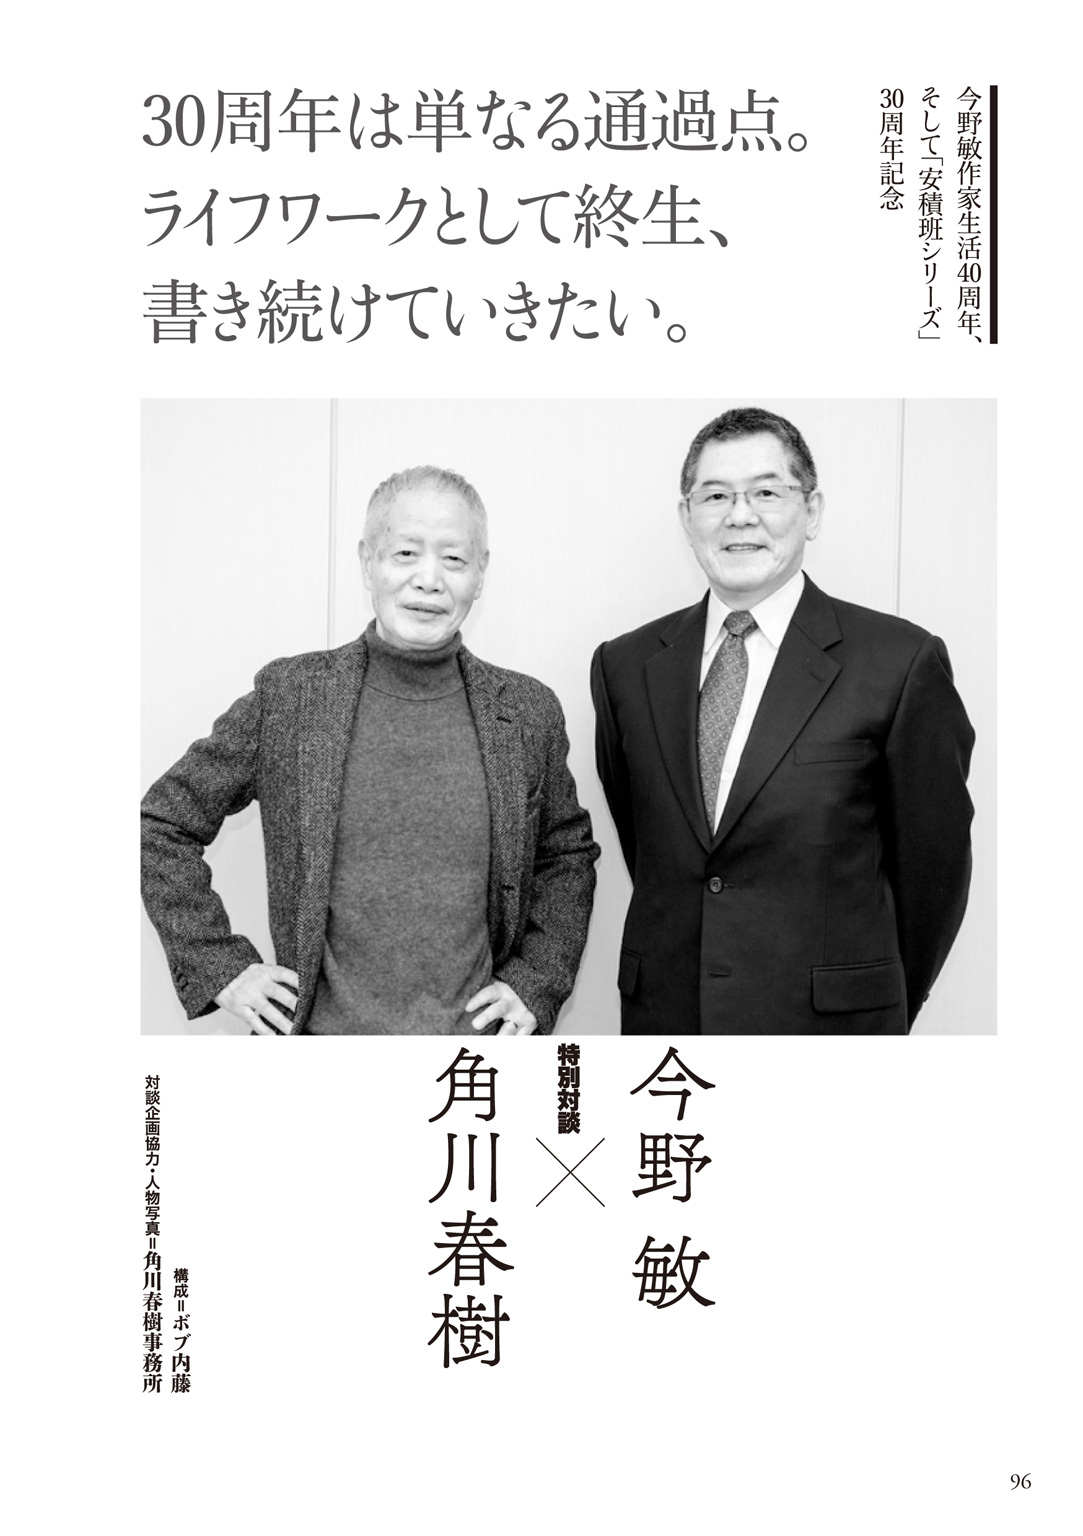 今野敏作家生活40周年、
そして「安積班シリーズ」
30周年記念
30周年は単なる通過点。
ライフワークとして終生、
書き続けていきたい。
今野 敏
特別対談
×
角川春樹
構成＝ボブ内藤
対談企画協力・人物写真＝角川春樹事務所
96